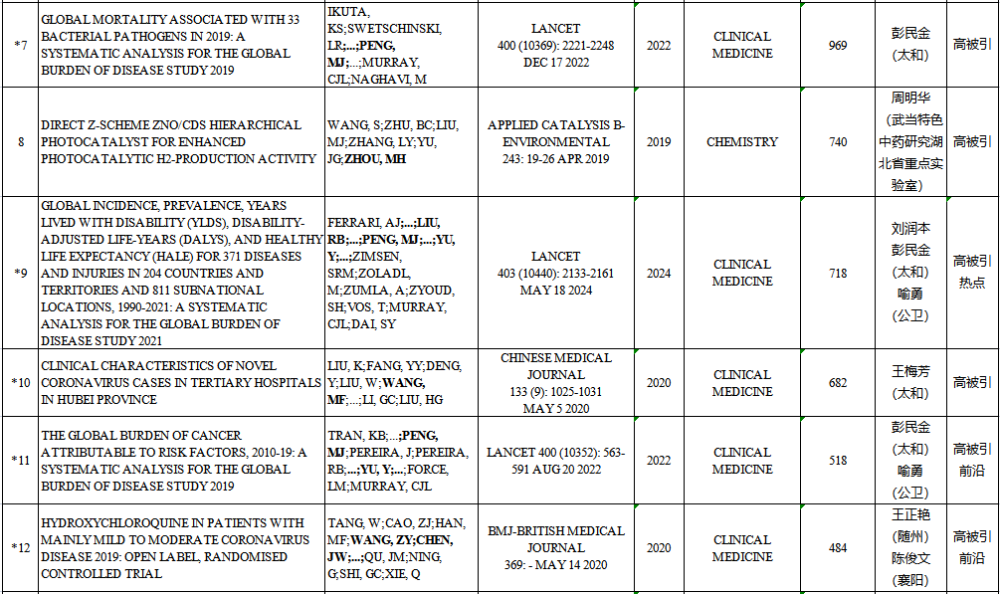 *7
GLOBAL MORTALITY ASSOCIATED WITH 33
BACTERIAL PATHOGENS IN 2019: A
SYSTEMATIC ANALYSIS FOR THE GLOBAL
BURDEN OF DISEASE STUDY 2019
IKUTA,
KS;SWETSCHINSKI,
LR;...;PENG,
MJ;...;MURRAY,
CJL;NAGHAVI, M
LANCET
400 (10369): 2221-2248
DEC 17 2022
2022
CLINICAL
MEDICINE
969
彭民金
(太和)
高被引
8
DIRECT Z-SCHEME ZNO/CDS HIERARCHICAL
PHOTOCATALYST FOR ENHANCED
PHOTOCATALYTIC H2-PRODUCTION ACTIVITY
WANG, S;ZHU, BC;LIU,
MJ;ZHANG, LY;YU,
JG;ZHOU, MH
APPLIED CATALYSIS B-
ENVIRONMENTAL
243: 19-26 APR 2019
2019
CHEMISTRY
740
周明华
（武当特色
中药研究湖
北省重点实
验室）
高被引
*9
GLOBAL INCIDENCE, PREVALENCE, YEARS
LIVED WITH DISABILITY (YLDS), DISABILITY-
ADJUSTED LIFE-YEARS (DALYS), AND HEALTHY
LIFE EXPECTANCY (HALE) FOR 371 DISEASES
AND INJURIES IN 204 COUNTRIES AND
TERRITORIES AND 811 SUBNATIONAL
LOCATIONS, 1990-2021: A SYSTEMATIC
ANALYSIS FOR THE GLOBAL BURDEN OF
DISEASE STUDY 2021
FERRARI, AJ;...;LIU,
RB;...;PENG, MJ;...;YU,
Y;...;ZIMSEN,
SRM;ZOLADL,
M;ZUMLA, A;ZYOUD,
SH;VOS, T;MURRAY,
CJL;DAI, SY
LANCET
403 (10440): 2133-2161
MAY 18 2024
2024
CLINICAL
MEDICINE
718
刘润本
彭民金
(太和)
喻勇
(公卫)
高被引
热点
*10
CLINICAL CHARACTERISTICS OF NOVEL
CORONAVIRUS CASES IN TERTIARY HOSPITALS
IN HUBEI PROVINCE
LIU, K;FANG, YY;DENG,
Y;LIU, W;WANG,
MF;...;LI, GC;LIU, HG
CHINESE MEDICAL
JOURNAL
133 (9): 1025-1031
MAY 5 2020
2020
CLINICAL
MEDICINE
682
王梅芳
(太和)
高被引
*11
THE GLOBAL BURDEN OF CANCER
ATTRIBUTABLE TO RISK FACTORS, 2010-19: A
SYSTEMATIC ANALYSIS FOR THE GLOBAL
BURDEN OF DISEASE STUDY 2019
TRAN, KB;...;PENG,
MJ;PEREIRA, J;PEREIRA,
RB;...;YU, Y;...;FORCE,
LM;MURRAY, CJL
LANCET 400 (10352): 563-
591 AUG 20 2022
2022
CLINICAL
MEDICINE
518
彭民金
(太和)
喻勇
(公卫)
高被引
前沿
*12
HYDROXYCHLOROQUINE IN PATIENTS WITH
MAINLY MILD TO MODERATE CORONAVIRUS
DISEASE 2019: OPEN LABEL, RANDOMISED
CONTROLLED TRIAL
TANG, W;CAO, ZJ;HAN,
MF;WANG, ZY;CHEN,
JW;...;QU, JM;NING,
G;SHI, GC;XIE, Q
BMJ-BRITISH MEDICAL
JOURNAL
369: - MAY 14 2020
2020
CLINICAL
MEDICINE
484
王正艳
(随州)
陈俊文
(襄阳)
高被引
前沿